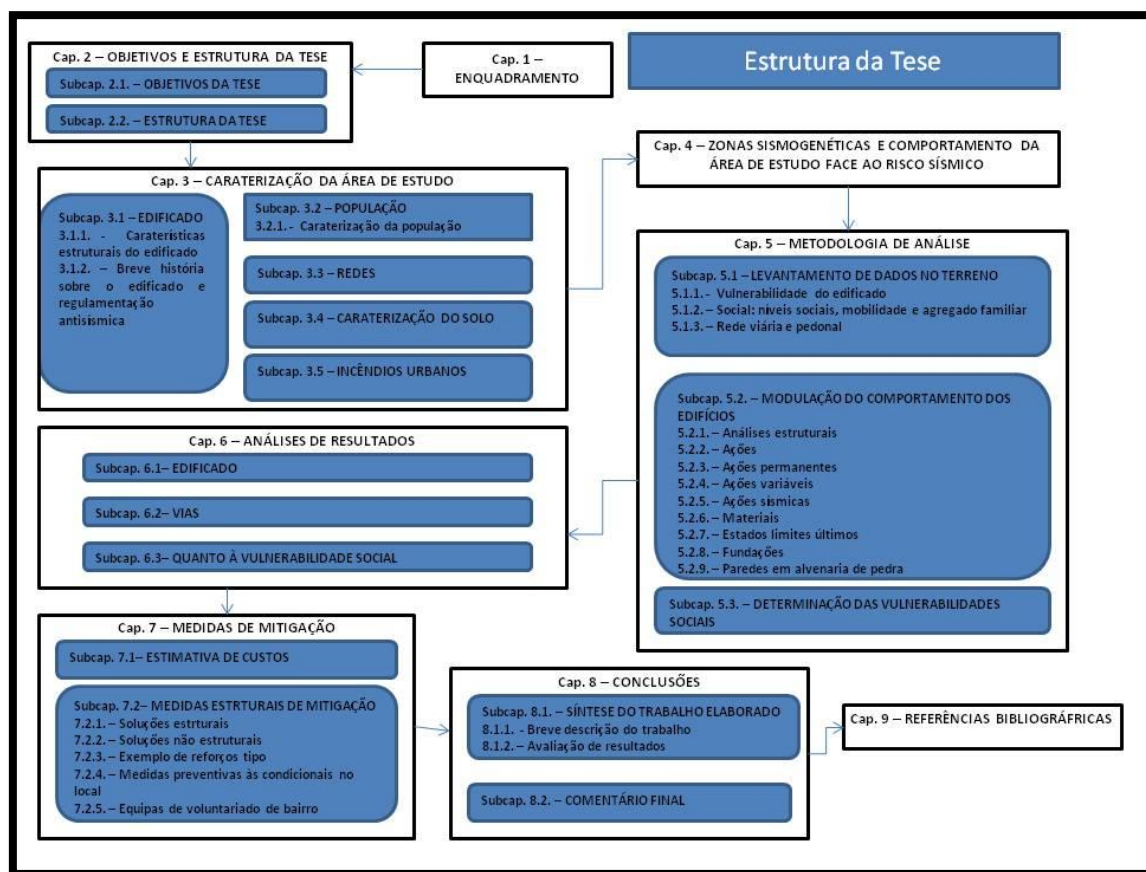 Estrutura da Tese
Cap. 1 –
ENQUADRAMENTO
Cap. 2 – OBJETIVOS E ESTRUTURA DA TESE
Subcap. 2.1. – OBJETIVOS DA TESE
Subcap. 2.2. – ESTRUTURA DA TESE
Cap. 3 – CARATERIZAÇÃO DA ÁREA DE ESTUDO
Subcap. 3.1 – EDIFICADO
3.1.1. - Caraterísticas
estruturais do edificado
3.1.2. – Breve história
sobre o edificado e
regulamentação
antisísmica
Subcap. 3.2 – POPULAÇÃO
3.2.1. - Caraterização da população
Subcap. 3.3 – REDES
Subcap. 3.4 – CARATERIZAÇÃO DO SOLO
Subcap. 3.5 – INCÊNDIOS URBANOS
Cap. 4 – ZONAS SISMOGENÉTICAS E COMPORTAMENTO DA
ÁREA DE ESTUDO FACE AO RISCO SÍSMICO
Cap. 5 – METODOLOGIA DE ANÁLISE
Subcap. 5.1 – LEVANTAMENTO DE DADOS NO TERRENO
5.1.1. - Vulnerabilidade do edificado
5.1.2. – Social: níveis sociais, mobilidade e agregado familiar
5.1.3. – Rede viária e pedonal
Subcap. 5.2. – MODULAÇÃO DO COMPORTAMENTO DOS
EDIFÍCIOS
5.2.1. – Análises estruturais
5.2.2. – Ações
5.2.3. – Ações permanentes
5.2.4. – Ações variáveis
5.2.5. – Ações sísmicas
5.2.6. – Materiais
5.2.7. – Estados limites últimos
5.2.8. – Fundações
5.2.9. – Paredes em alvenaria de pedra
Subcap. 5.3. – DETERMINAÇÃO DAS VULNERABILIDADES
SOCIAIS
Cap. 6 – ANÁLISES DE RESULTADOS
Subcap. 6.1– EDIFICADO
Subcap. 6.2– VIAS
Subcap. 6.3– QUANTO À VULNERABILIDADE SOCIAL
Cap. 7 – MEDIDAS DE MITIGAÇÃO
Subcap. 7.1– ESTIMATIVA DE CUSTOS
Subcap. 7.2– MEDIDAS ESTRTURAIS DE MITIGAÇÃO
7.2.1. – Soluções estrturais
7.2.2. – Soluções não estruturais
7.2.3. – Exemplo de reforços tipo
7.2.4. – Medidas preventivas às condicionais no
local
7.2.5. – Equipas de voluntariado de bairro
Cap. 8 – CONCLUSÕES
Subcap. 8.1. – SÍNTESE DO TRABALHO ELABORADO
8.1.1. - Breve descrição do trabalho
8.1.2. – Avaliação de resultados
Subcap. 8.2. – COMENTÁRIO FINAL
Cap. 9 – REFERÊNCIAS BIBLIOGRÁFRICAS